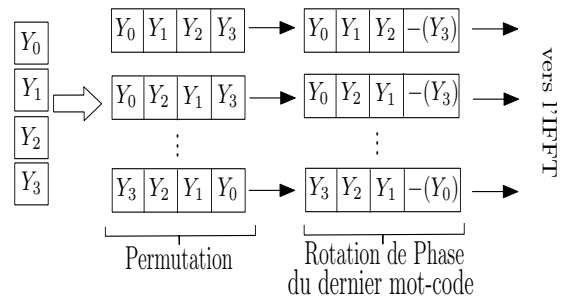 Y0 Y1 Y2 Y3 Y0 Y1 Y2 −(Y3)
Y0
Y1
Y2
Y3
Y0 Y2 Y1 Y3 Y0 Y2 Y1 −(Y3)
Y3 Y2 Y1 Y0 Y3 Y2 Y1 −(Y0)
vers l'IFFT
Permutation
Rotation de Phase
du dernier mot-code